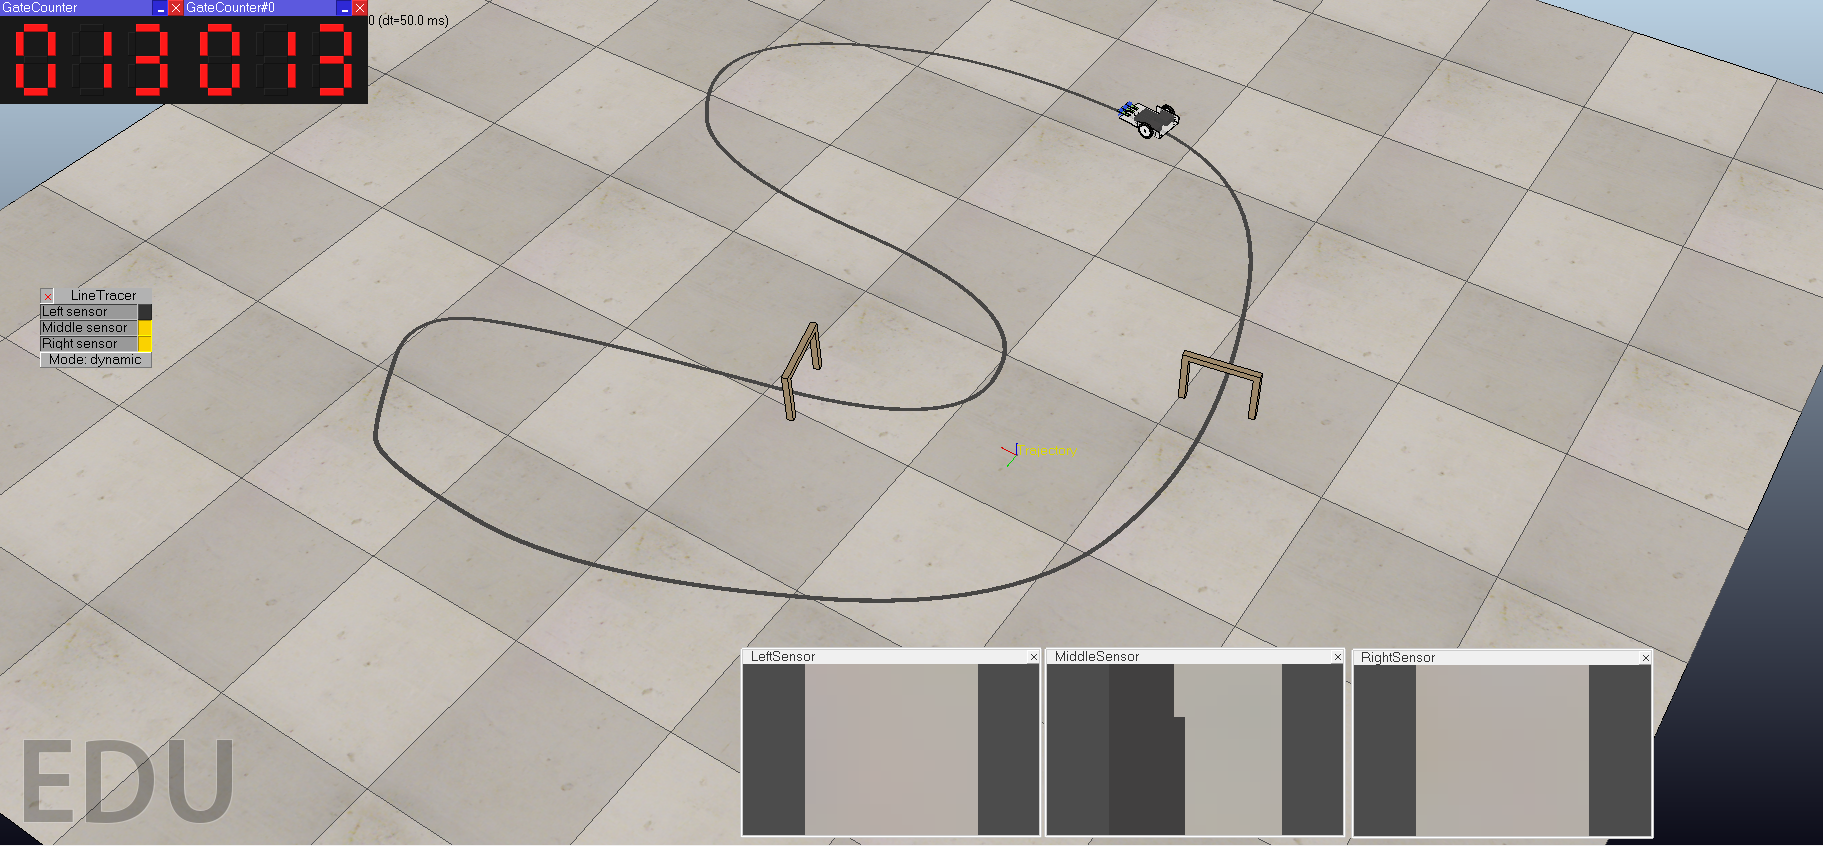 GateCounter
GateCounter#0
0 (dt=50.0 ms)
013
013
LineTracer
Left sensor
Middle sensor
Right sensor
Mode: dynamic
Trajectory
LeftSensor
MiddleSensor
RightSensor
EDU